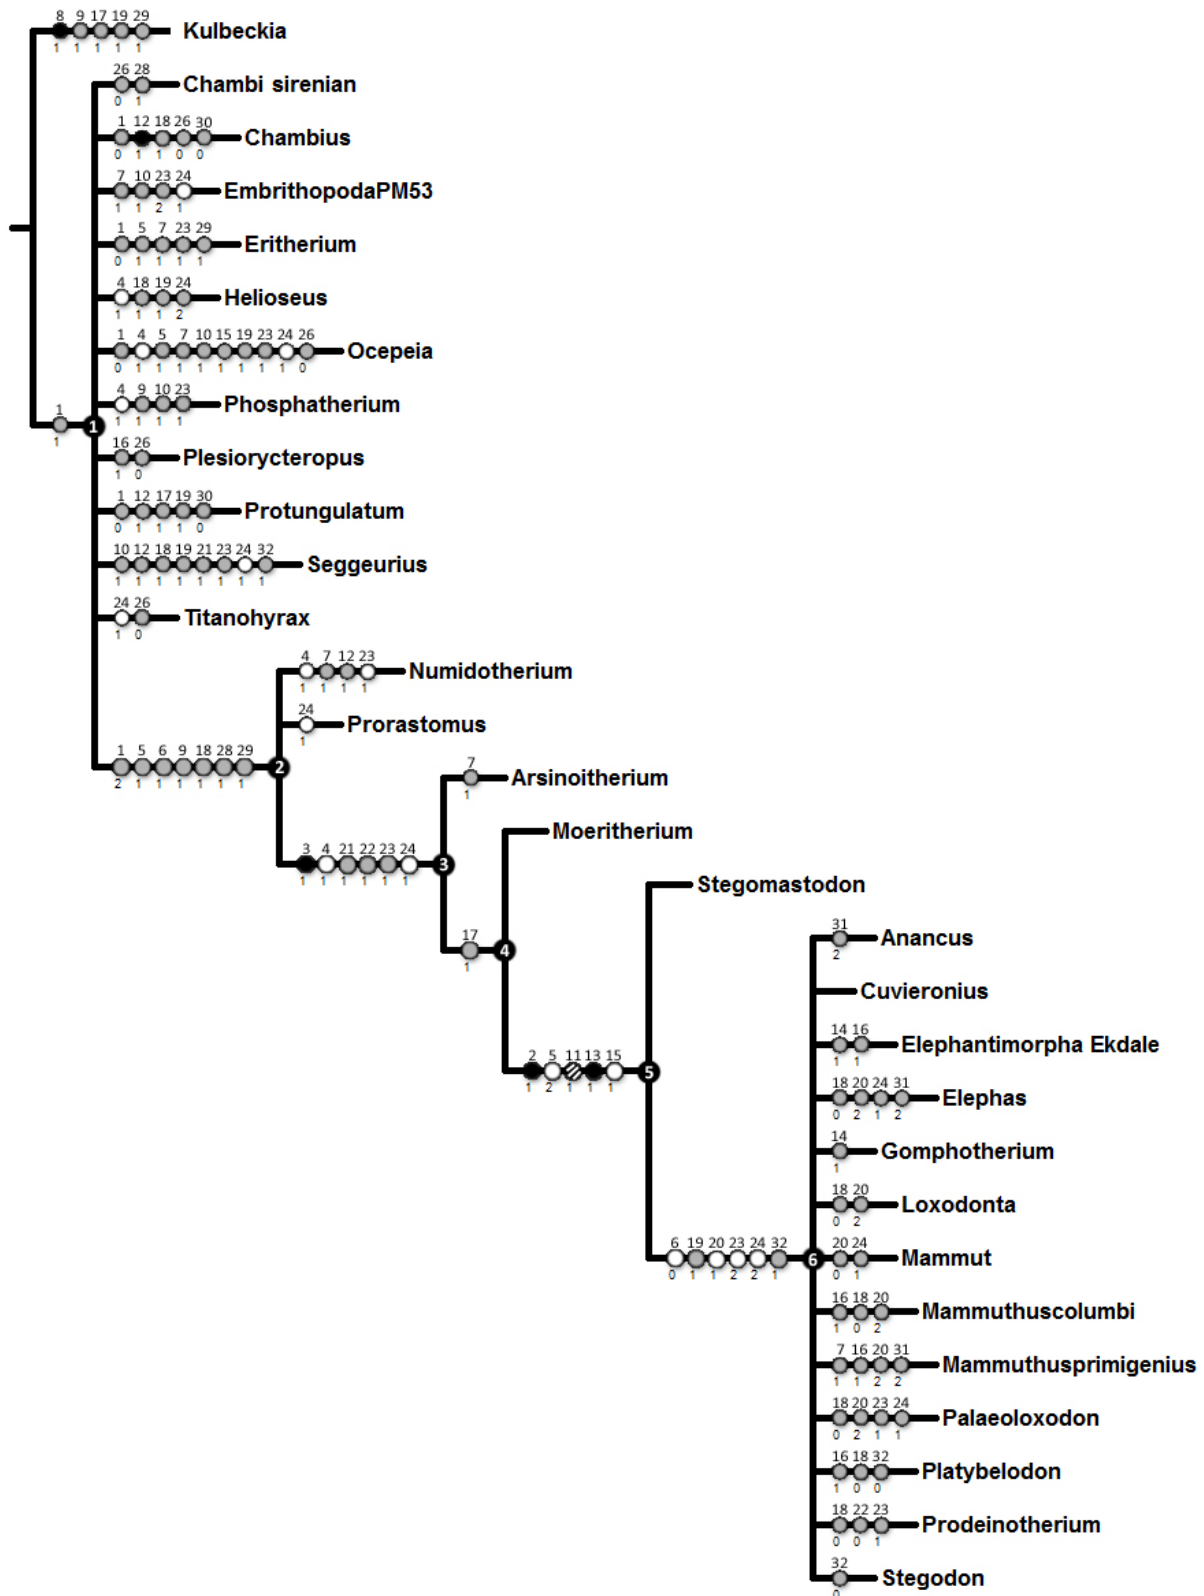 8 9 17 19 29
Kulbeckia
1 1 1 1 1
26 28
Chambi sirenian
0 1
1 12 18 26 30
Chambius
0 1 1 0 0
7 10 23 24
EmbrithopodaPM53
1 1 2 1
1 5 7 23 29
Eritherium
0 1 1 1 1
4 18 19 24
Helioseus
1 1 1 2
1 4 5 7 10 15 19 23 24 26
Ocepeia
0 1 1 1 1 1 1 1 1 0
4 9 10 23
Phosphatherium
1 1 1 1
1
1
1
16 26
Plesiorycteropus
1 0
1 12 17 19 30
Protungulatum
0 1 1 1 0
10 12 18 19 21 23 24 32
Seggeurius
1 1 1 1 1 1 1 1
24 26
Titanohyrax
1 0
4 7 12 23
Numidotherium
1 1 1 1
24
Prorastomus
1
1 5 6 9 18 28 29
2
2 1 1 1 1 1 1
7
Arsinoitherium
1
Moeritherium
3 4 21 22 23 24
3
1 1 1 1 1 1
Stegomastodon
17
4
1
31
Anancus
2
Cuvieronius
14 16
Elephantimorpha Ekdale
1 1
2 5 11 13 15
5
1 2 1 1 1
18 20 24 31
Elephas
0 2 1 2
14
Gomphotherium
1
18 20
Loxodonta
0 2
6 19 20 23 24 32
6
0 1 1 2 2 1
20 24
Mammut
0 1
16 18 20
Mammuthuscolumbi
1 0 2
7 16 20 31
Mammuthusprimigenius
1 1 2 2
18 20 23 24
Palaeoloxodon
0 2 1 1
16 18 32
Platybelodon
1 0 0
18 22 23
Prodeinotherium
0 0 1
32
Stegodon
0